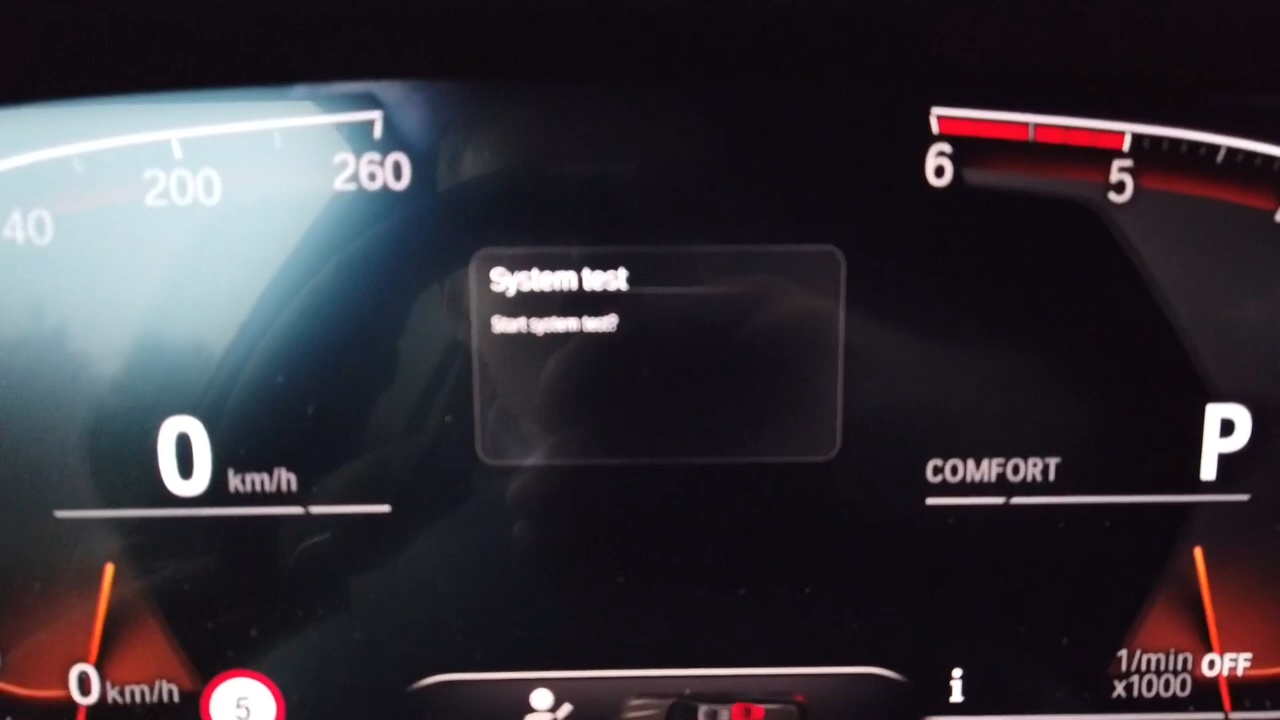 200
260
40
6
5
System test
Start system test?
0 km/h
COMFORT
P
0 km/h
5
i
1/min
x1000
OFF